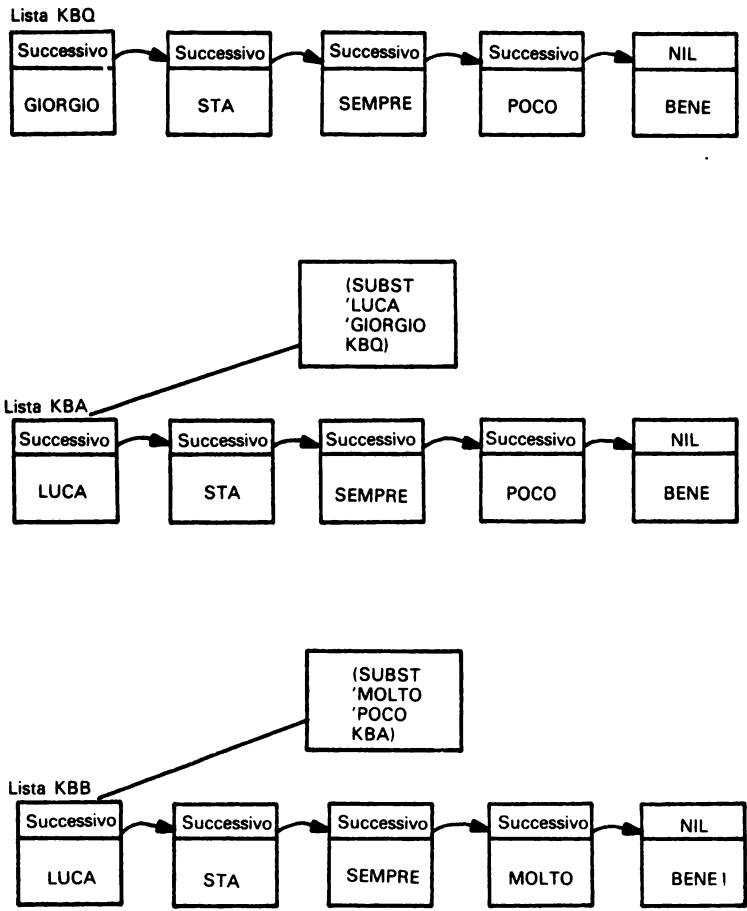 Lista KBQ
Successivo Successivo Successivo Successivo NIL
GIORGIO STA SEMPRE POCO BENE
(SUBST
'LUCA
'GIORGIO
KBQ)
Lista KBA
Successivo Successivo Successivo Successivo NIL
LUCA STA SEMPRE POCO BENE
(SUBST
'MOLTO
'POCO
KBA)
Lista KBB
Successivo Successivo Successivo Successivo NIL
LUCA STA SEMPRE MOLTO BENE !